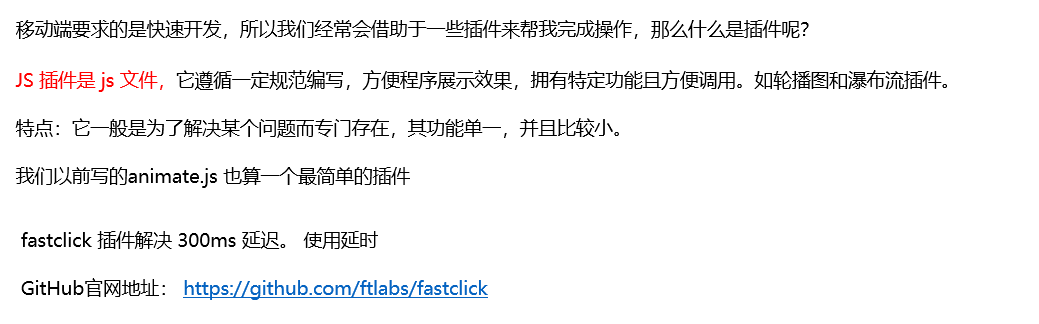 移动端要求的是快速开发，所以我们经常会借助于一些插件来帮我完成操作，那么什么是插件呢？
JS 插件是 js 文件，它遵循一定规范编写，方便程序展示效果，拥有特定功能且方便调用。如轮播图和瀑布流插件。
特点：它一般是为了解决某个问题而专门存在，其功能单一，并且比较小。
我们以前写的animate.js 也算一个最简单的插件
fastclick 插件解决 300ms 延迟。 使用延时
GitHub官网地址： https://github.com/ftlabs/fastclick